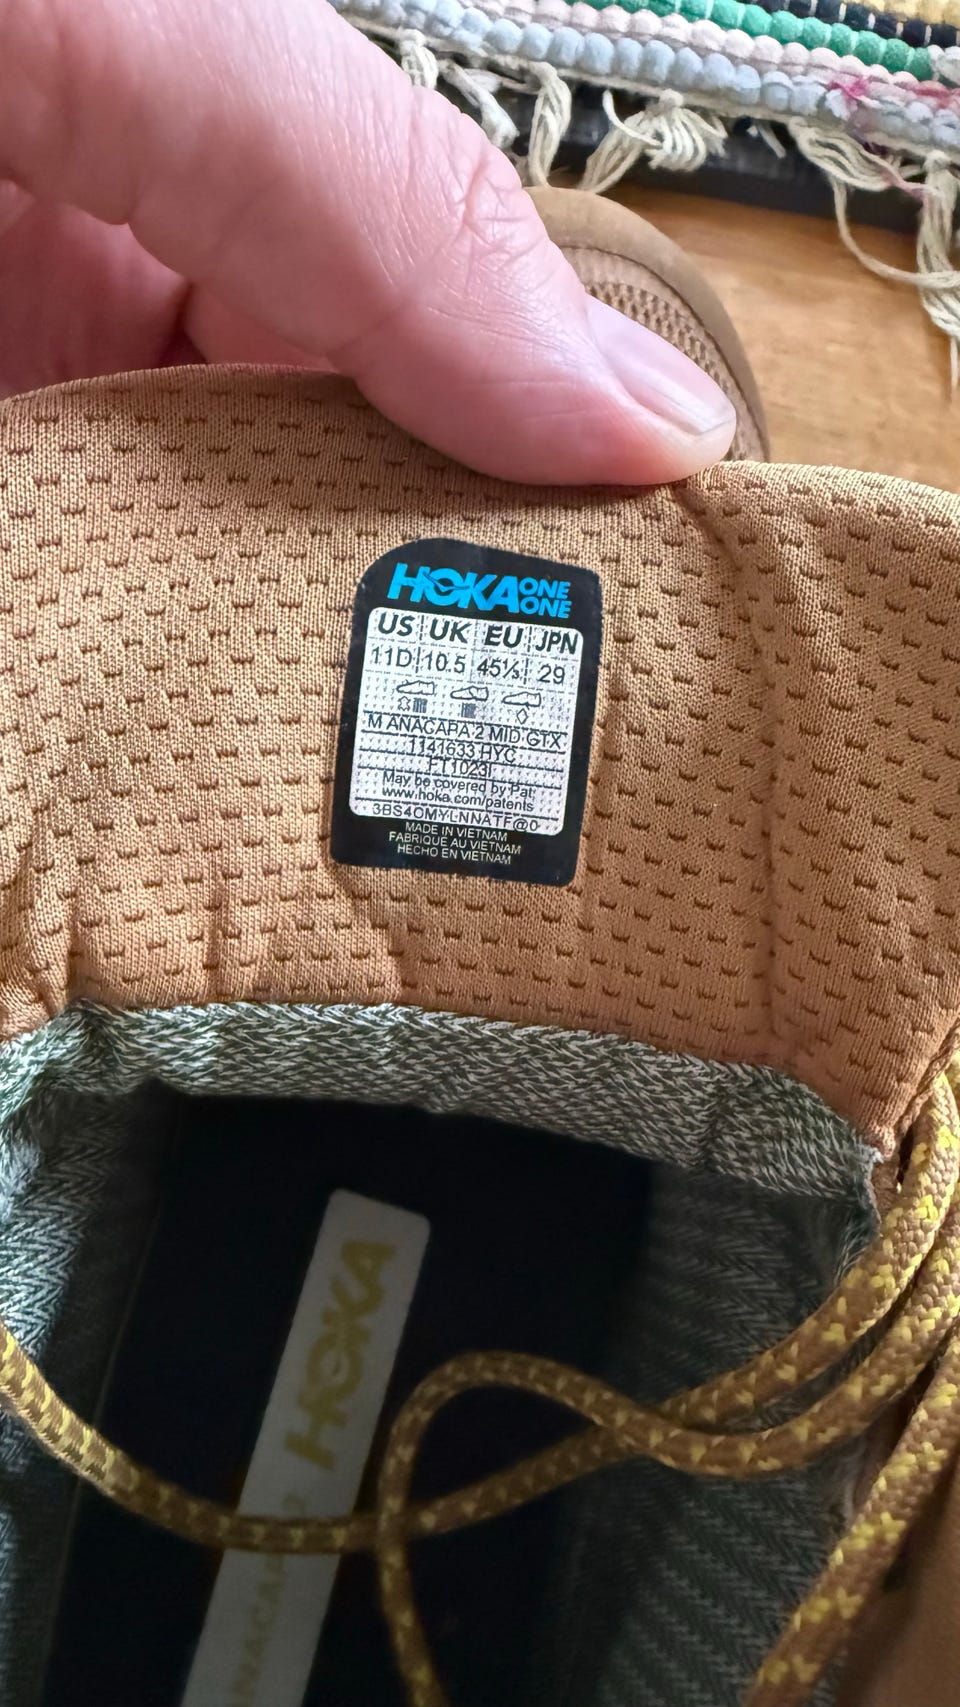 HOKA ONE ONE
US UK EU JPN
11D 10.5 45⅓ 29
M ANACAPA 2 MID GTX
1141633 HYC
FT1023I
May be covered by Pat.
www.hoka.com/patents
3BS4OMYLNNATF@0
MADE IN VIETNAM
FABRIQUE AU VIETNAM
HECHO EN VIETNAM
HOKA
ANACAPA 2